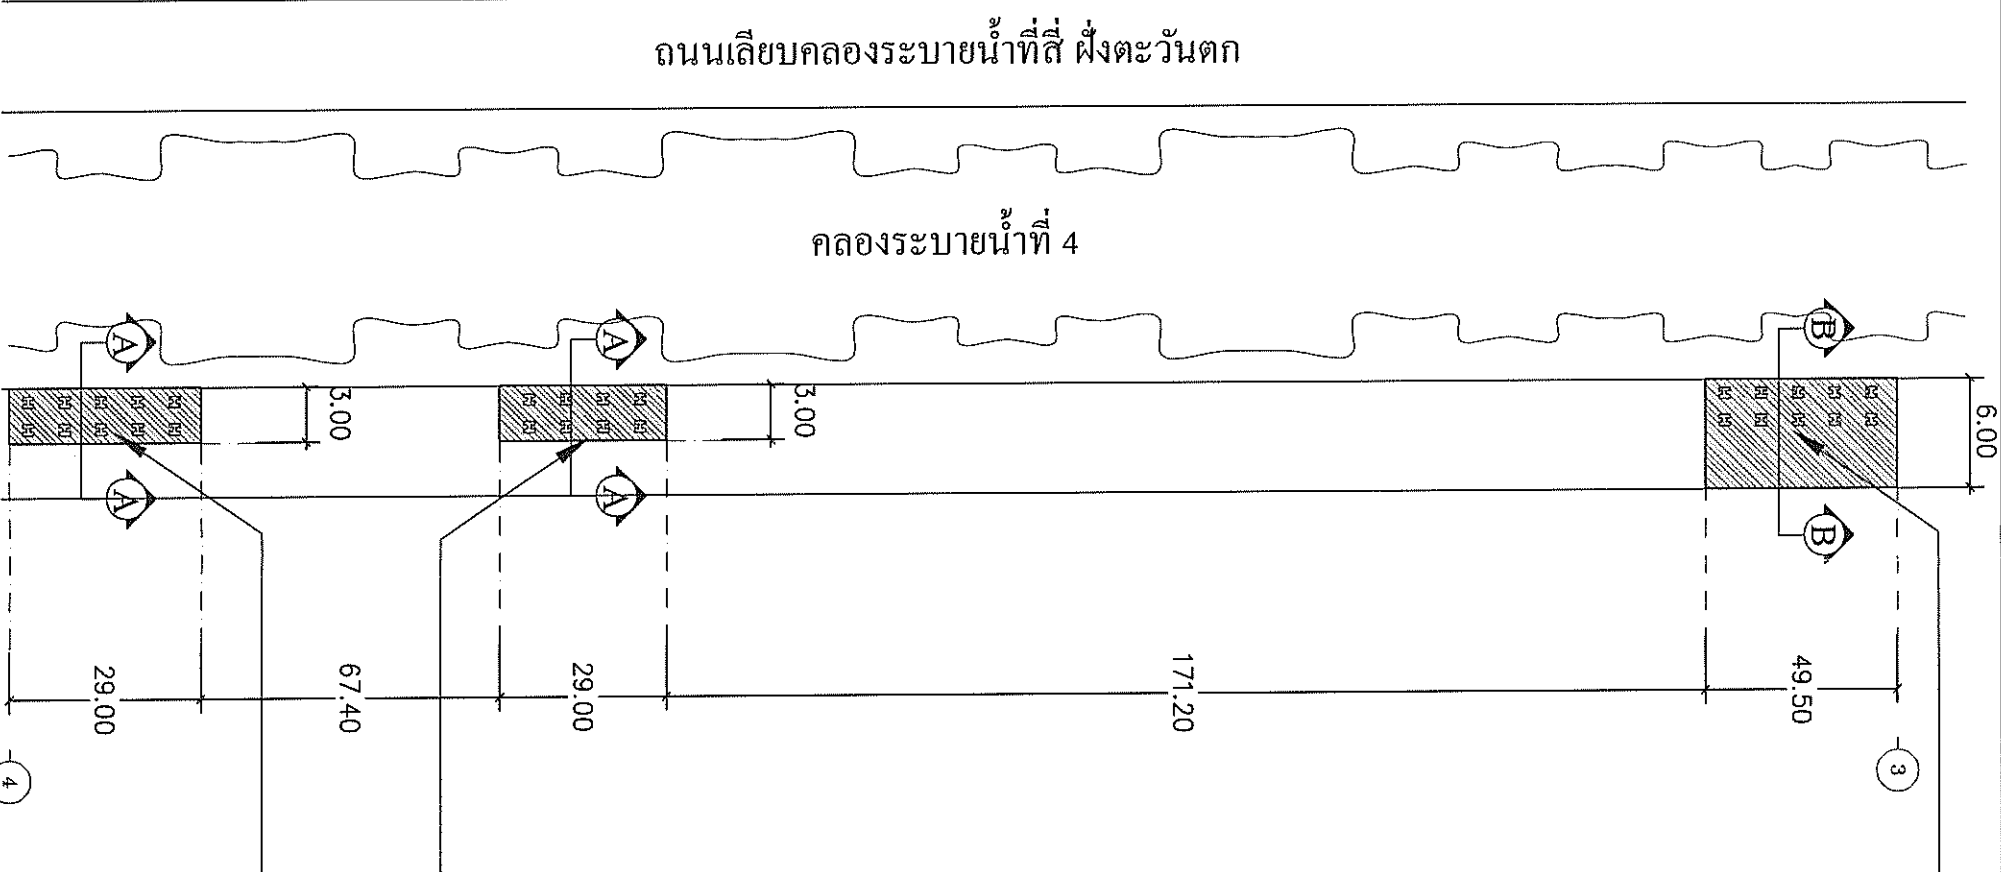 ถนนเลียบคลองระบายน้ำที่สี่ ฝั่งตะวันตก
คลองระบายน้ำที่ 4
A
A
B
3.00
3.00
6.00
A
A
B
29.00
67.40
29.00
171.20
49.50
4
3